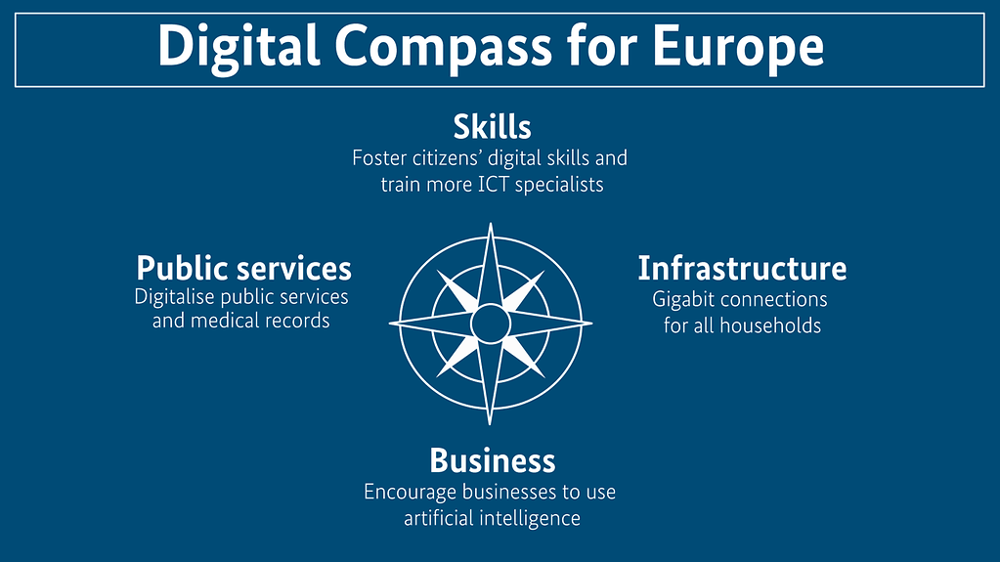 Digital Compass for Europe
Skills
Foster citizens’ digital skills and
train more ICT specialists
Public services
Digitalise public services
and medical records
Infrastructure
Gigabit connections
for all households
Business
Encourage businesses to use
artificial intelligence